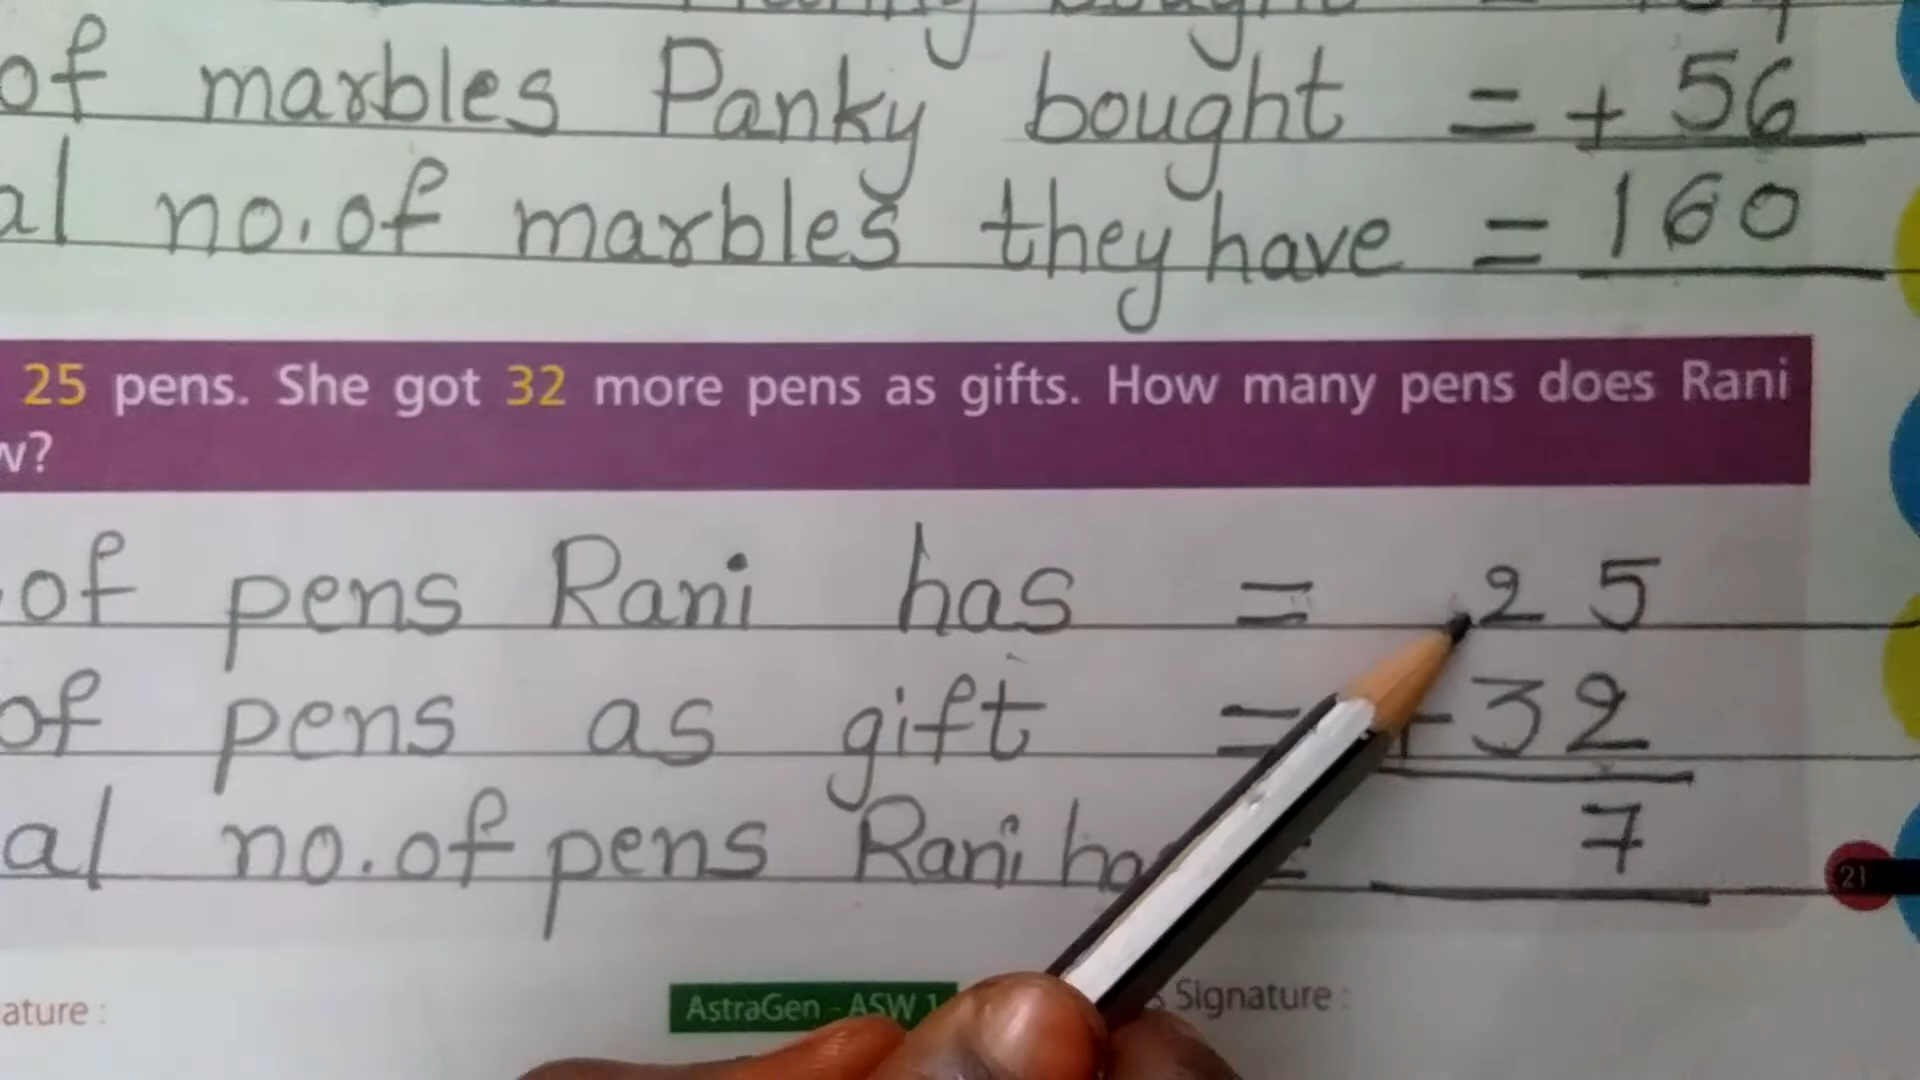 bought
of marbles Panky bought = + 56
al no. of marbles they have = 160
25 pens. She got 32 more pens as gifts. How many pens does Rani
w?
of pens Rani has = 25
of pens as gift = +32
al no. of pens Rani ha = 7
21
ature :
AstraGen - ASW 1
Signature :